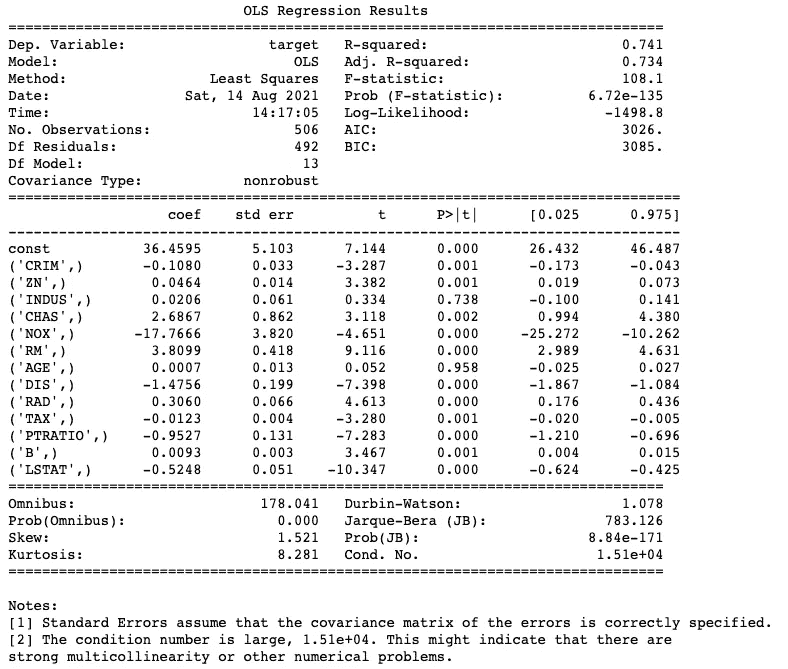 OLS Regression Results
==============================================================================
Dep. Variable:                 target   R-squared:                       0.741
Model:                            OLS   Adj. R-squared:                  0.734
Method:                 Least Squares   F-statistic:                     108.1
Date:                Sat, 14 Aug 2021   Prob (F-statistic):          6.72e-135
Time:                        14:17:05   Log-Likelihood:                -1498.8
No. Observations:                 506   AIC:                             3026.
Df Residuals:                     492   BIC:                             3085.
Df Model:                          13
Covariance Type:            nonrobust
================================================================================
                   coef    std err          t      P>|t|      [0.025      0.975]
--------------------------------------------------------------------------------
const           36.4595      5.103      7.144      0.000      26.432      46.487
('CRIM',)       -0.1080      0.033     -3.287      0.001      -0.173      -0.043
('ZN',)          0.0464      0.014      3.382      0.001       0.019       0.073
('INDUS',)       0.0206      0.061      0.334      0.738      -0.100       0.141
('CHAS',)        2.6867      0.862      3.118      0.002       0.994       4.380
('NOX',)       -17.7666      3.820     -4.651      0.000     -25.272     -10.262
('RM',)          3.8099      0.418      9.116      0.000       2.989       4.631
('AGE',)         0.0007      0.013      0.052      0.958      -0.025       0.027
('DIS',)        -1.4756      0.199     -7.398      0.000      -1.867      -1.084
('RAD',)         0.3060      0.066      4.613      0.000       0.176       0.436
('TAX',)        -0.0123      0.004     -3.280      0.001      -0.020      -0.005
('PTRATIO',)    -0.9527      0.131     -7.283      0.000      -1.210      -0.696
('B',)           0.0093      0.003      3.467      0.001       0.004       0.015
('LSTAT',)      -0.5248      0.051    -10.347      0.000      -0.624      -0.425
==============================================================================
Omnibus:                      178.041   Durbin-Watson:                   1.078
Prob(Omnibus):                  0.000   Jarque-Bera (JB):              783.126
Skew:                           1.521   Prob(JB):                    8.84e-171
Kurtosis:                       8.281   Cond. No.                     1.51e+04
==============================================================================

Notes:
[1] Standard Errors assume that the covariance matrix of the errors is correctly specified.
[2] The condition number is large, 1.51e+04. This might indicate that there are
strong multicollinearity or other numerical problems.